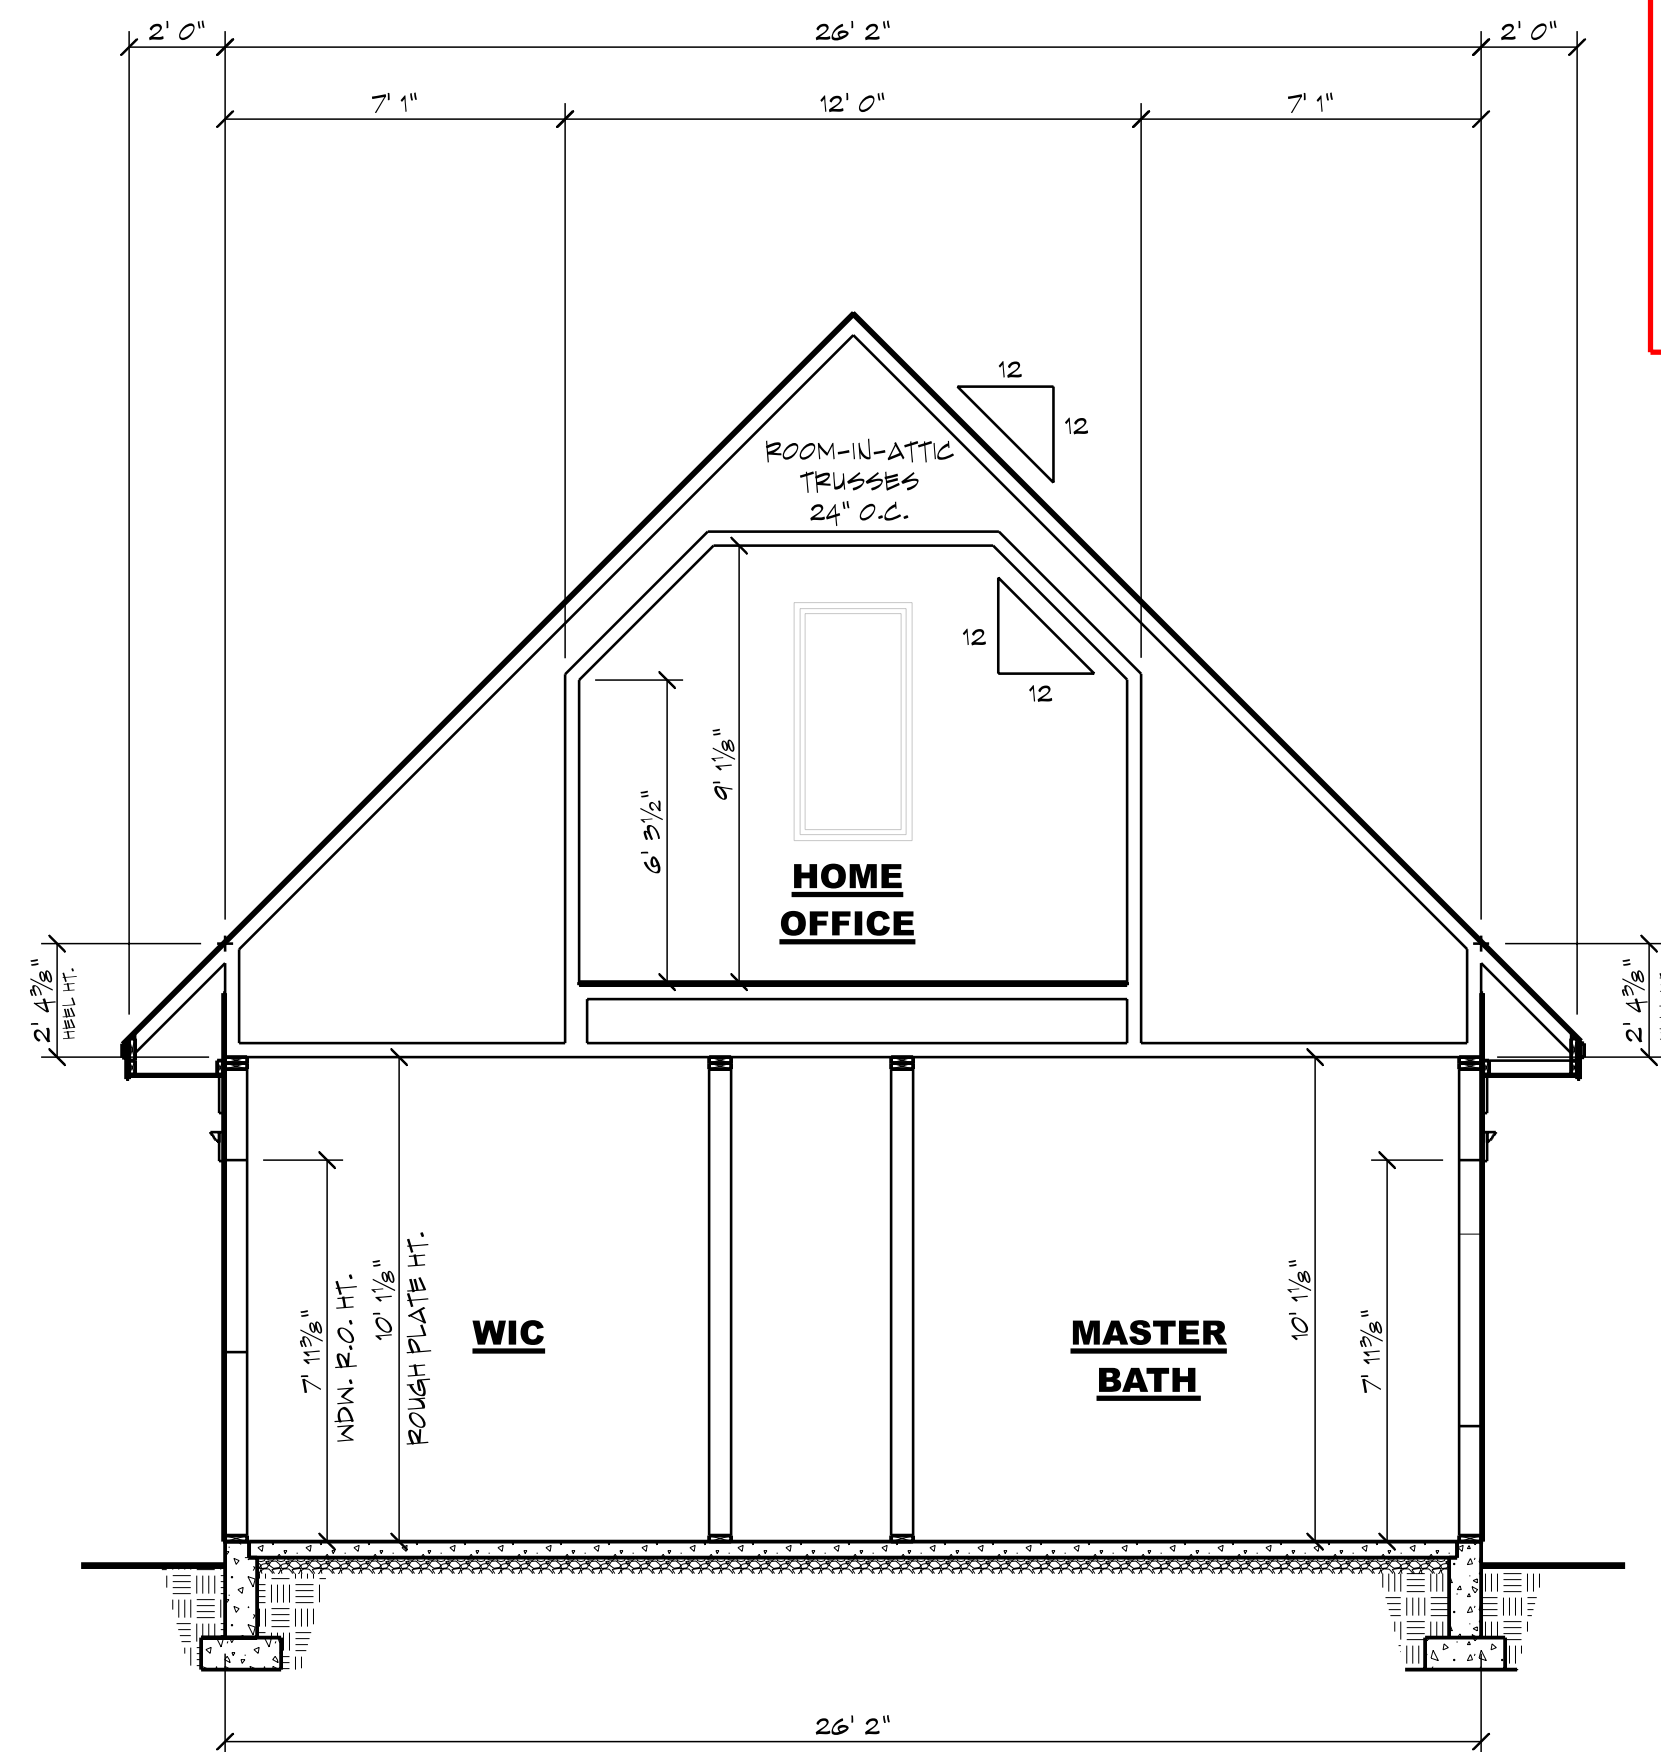 2' 0"
26' 2"
2' 0"
7' 1"
12' 0"
7' 1"
12
12
ROOM-IN-ATTIC
TRUSSES
24" O.C.
12
12
9' 1⅛"
6' 3½"
HOME
OFFICE
2' 4⅜"
HEEL HT.
2' 4⅜"
7' 11⅜"
WDW. R.O. HT.
10' 1⅛"
ROUGH PLATE HT.
WIC
MASTER
BATH
10' 1⅛"
7' 11⅜"
26' 2"